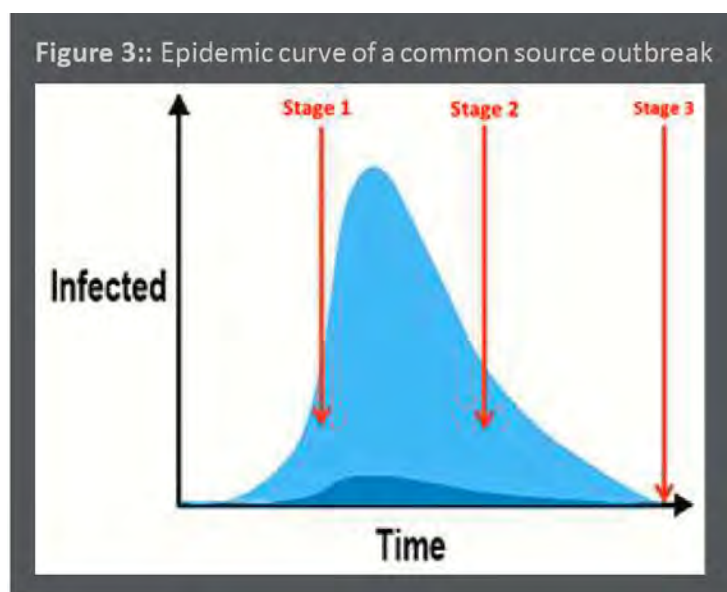 Figure 3:: Epidemic curve of a common source outbreak
Stage 1 Stage 2 Stage 3
Infected
Time